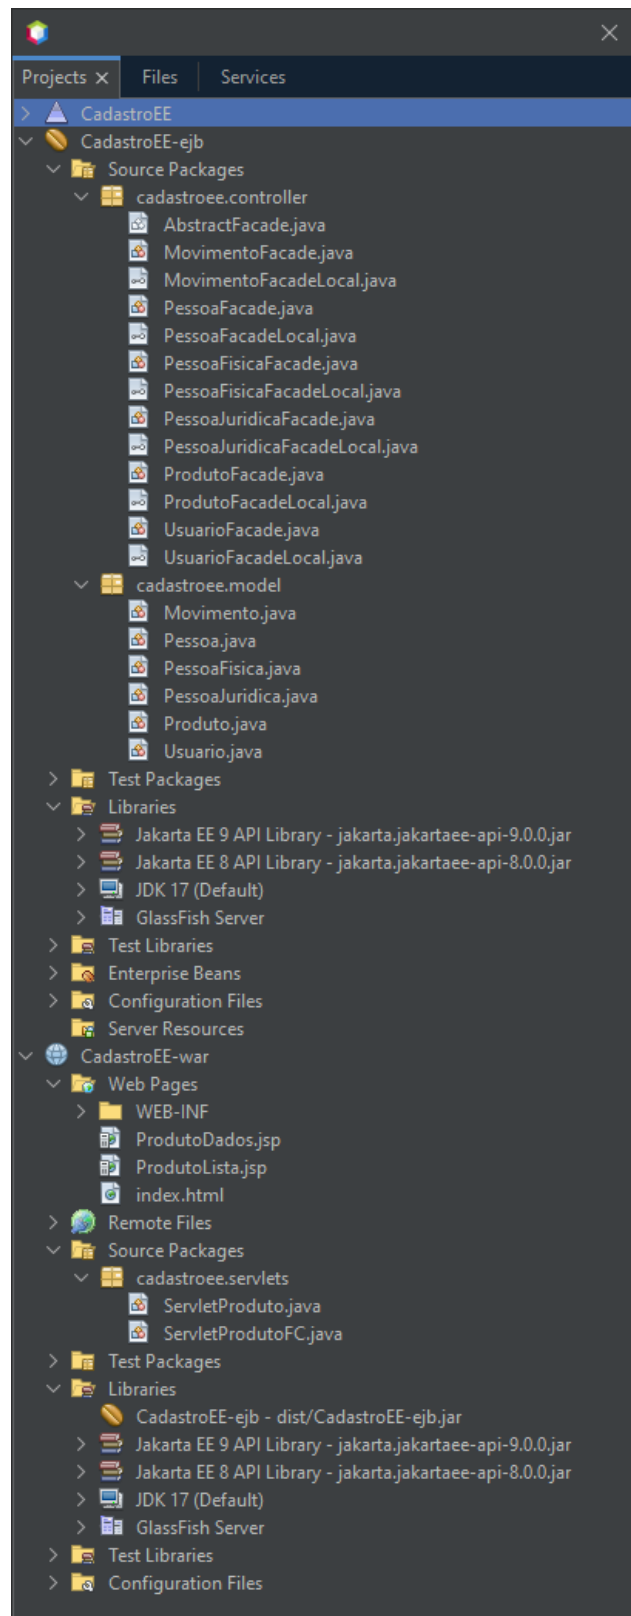 Projects Files Services
CadastroEE
CadastroEE-ejb
Source Packages
cadastroee.controller
AbstractFacade.java
MovimentoFacade.java
MovimentoFacadeLocal.java
PessoaFacade.java
PessoaFacadeLocal.java
PessoaFisicaFacade.java
PessoaFisicaFacadeLocal.java
PessoaJuridicaFacade.java
PessoaJuridicaFacadeLocal.java
ProdutoFacade.java
ProdutoFacadeLocal.java
UsuarioFacade.java
UsuarioFacadeLocal.java
cadastroee.model
Movimento.java
Pessoa.java
PessoaFisica.java
PessoaJuridica.java
Produto.java
Usuario.java
Test Packages
Libraries
Jakarta EE 9 API Library - jakarta.jakartaee-api-9.0.0.jar
Jakarta EE 8 API Library - jakarta.jakartaee-api-8.0.0.jar
JDK 17 (Default)
GlassFish Server
Test Libraries
Enterprise Beans
Configuration Files
Server Resources
CadastroEE-war
Web Pages
WEB-INF
ProdutoDados.jsp
ProdutoLista.jsp
index.html
Remote Files
Source Packages
cadastroee.servlets
ServletProduto.java
ServletProdutoFC.java
Test Packages
Libraries
CadastroEE-ejb - dist/CadastroEE-ejb.jar
Jakarta EE 9 API Library - jakarta.jakartaee-api-9.0.0.jar
Jakarta EE 8 API Library - jakarta.jakartaee-api-8.0.0.jar
JDK 17 (Default)
GlassFish Server
Test Libraries
Configuration Files